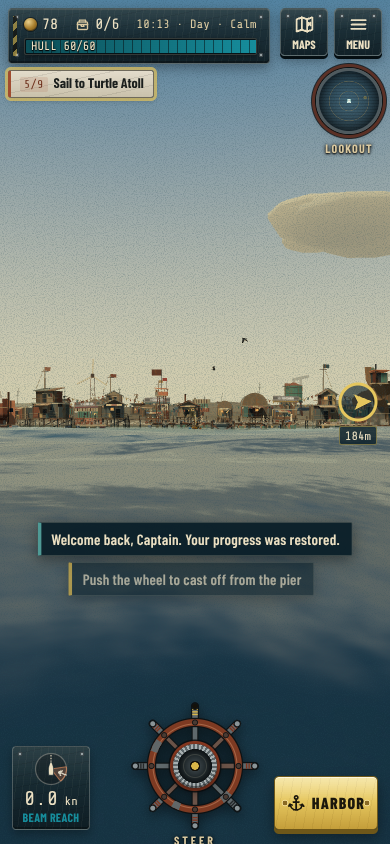 78 0/6 10:13 · Day · Calm
HULL 60/60
MAPS
MENU
5/9 Sail to Turtle Atoll
LOOKOUT
184m
Welcome back, Captain. Your progress was restored.
Push the wheel to cast off from the pier
0.0 kn
BEAM REACH
HARBOR
STEER